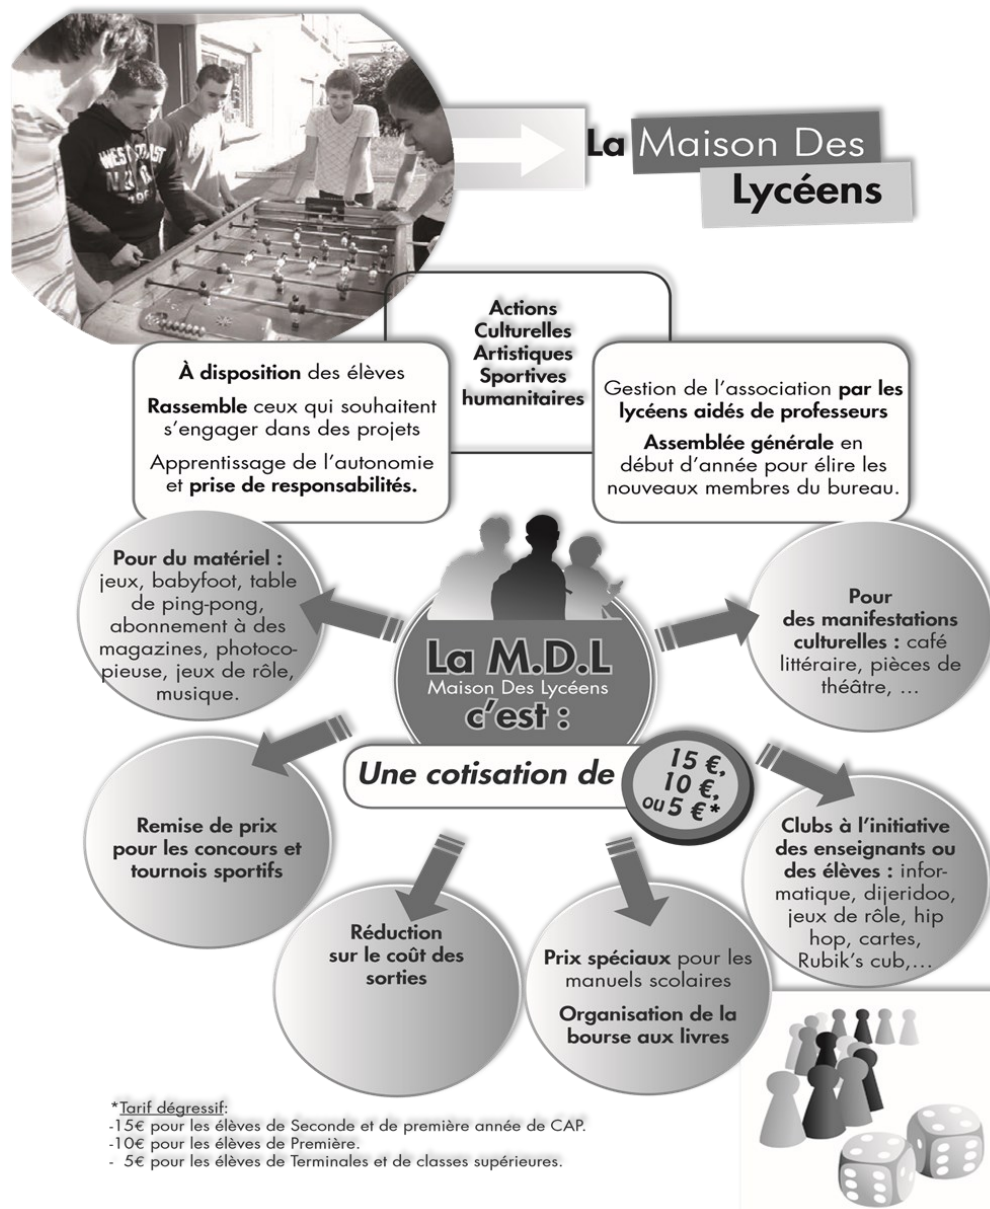 La Maison Des
Lycéens
Actions
Culturelles
Artistiques
Sportives
humanitaires
À disposition des élèves
Rassemble ceux qui souhaitent
s'engager dans des projets
Apprentissage de l'autonomie
et prise de responsabilités.
Gestion de l'association par les
lycéens aidés de professeurs
Assemblée générale en
début d'année pour élire les
nouveaux membres du bureau.
Pour du matériel :
jeux, babyfoot, table
de ping-pong,
abonnement à des
magazines, photoco-
pieuse, jeux de rôle,
musique.
La M.D.L
Maison Des Lycéens
c'est :
Pour
des manifestations
culturelles : café
littéraire, pièces de
théâtre, ...
Une cotisation de
15 €,
10 €,
ou 5 €*
Remise de prix
pour les concours et
tournois sportifs
Réduction
sur le coût des
sorties
Prix spéciaux pour les
manuels scolaires
Organisation de la
bourse aux livres
Clubs à l'initiative
des enseignants ou
des élèves : infor-
matique, dijeridoo,
jeux de rôle, hip
hop, cartes,
Rubik's cub,...
*Tarif dégressif:
-15€ pour les élèves de Seconde et de première année de CAP.
-10€ pour les élèves de Première.
- 5€ pour les élèves de Terminales et de classes supérieures.